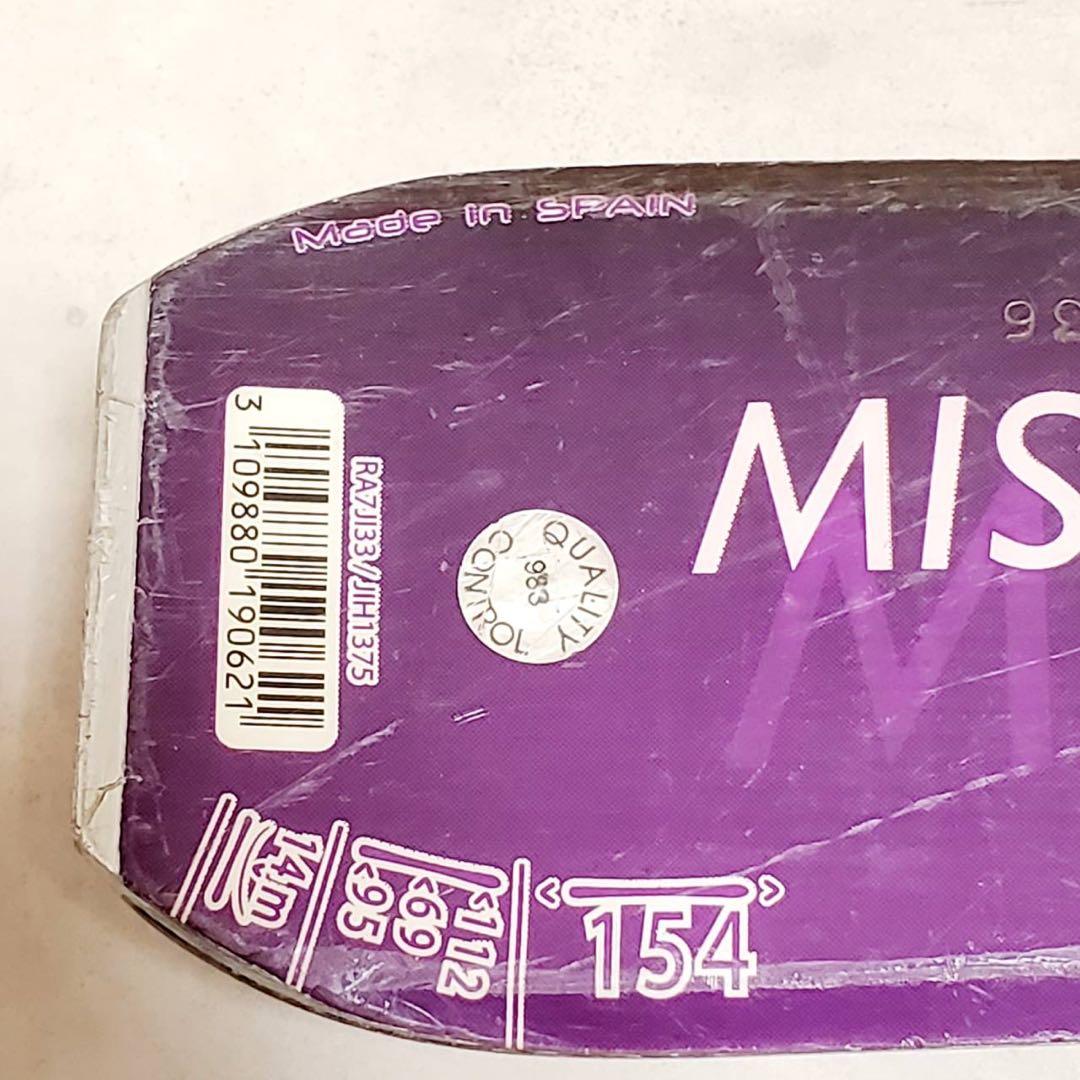 Made in SPAIN
36
MIS
M
3 109880 190621
RA7JI33//JIH1375
QUALITY
983
CONTROL
14m
<112
<69
<95
<154>